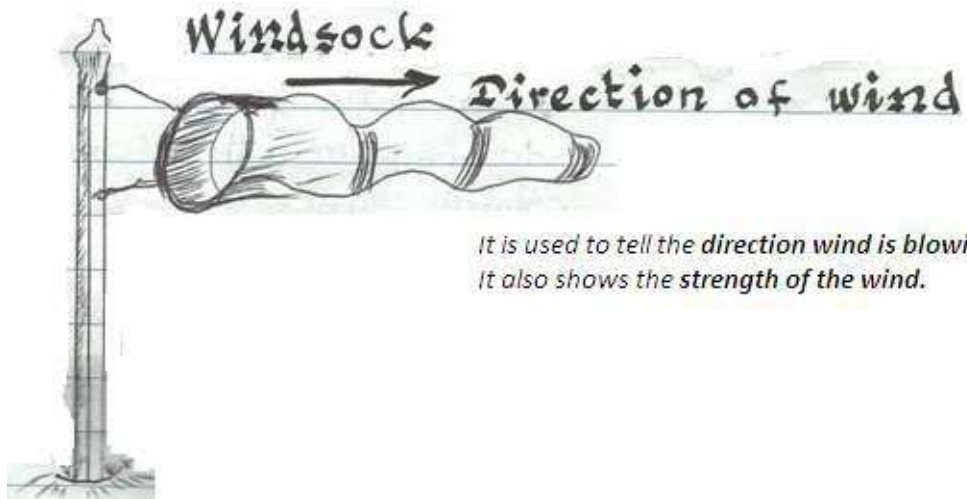 Windsock
Direction of wind
It is used to tell the direction wind is blowi
It also shows the strength of the wind.